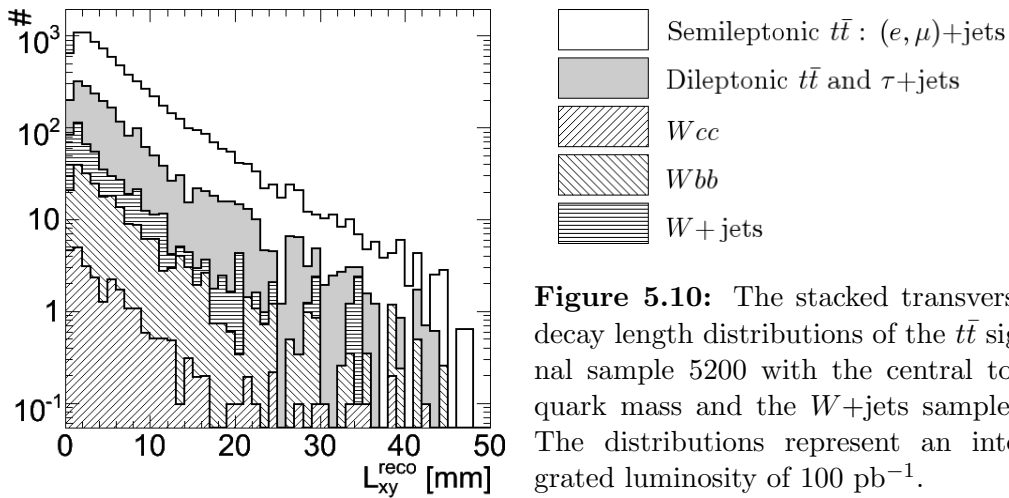 #
10³
10²
10
1
10⁻¹
0 10 20 30 40 50
L_xy^reco [mm]
Semileptonic tt̄ : (e, μ)+jets
Dileptonic tt̄ and τ+jets
Wcc
Wbb
W+ jets
Figure 5.10: The stacked transvers
decay length distributions of the tt̄ sig
nal sample 5200 with the central to
quark mass and the W+jets sample
The distributions represent an inte
grated luminosity of 100 pb⁻¹.